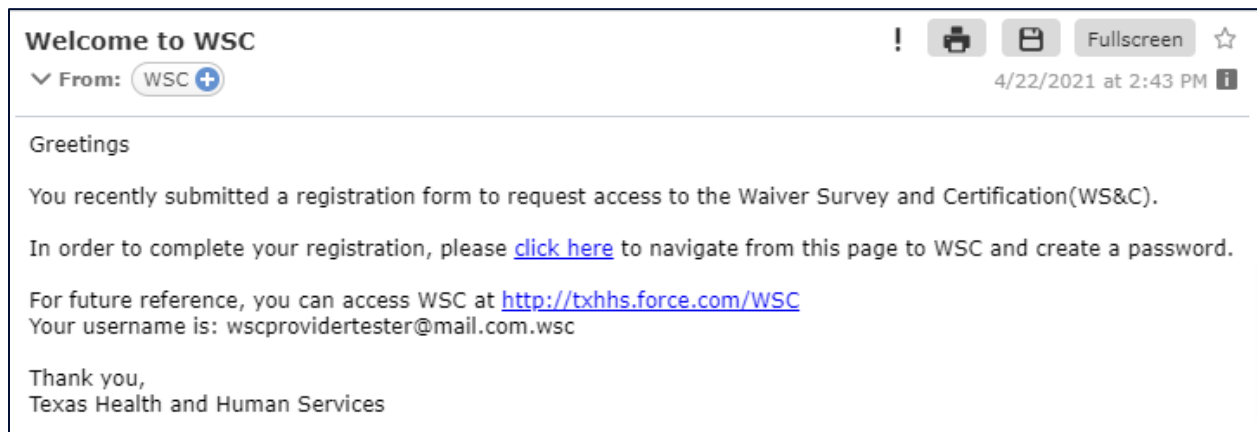 Welcome to WSC
! Fullscreen
From: WSC
4/22/2021 at 2:43 PM
Greetings
You recently submitted a registration form to request access to the Waiver Survey and Certification(WS&C).
In order to complete your registration, please click here to navigate from this page to WSC and create a password.
For future reference, you can access WSC at http://txhhs.force.com/WSC
Your username is: wscprovidertester@mail.com.wsc
Thank you,
Texas Health and Human Services